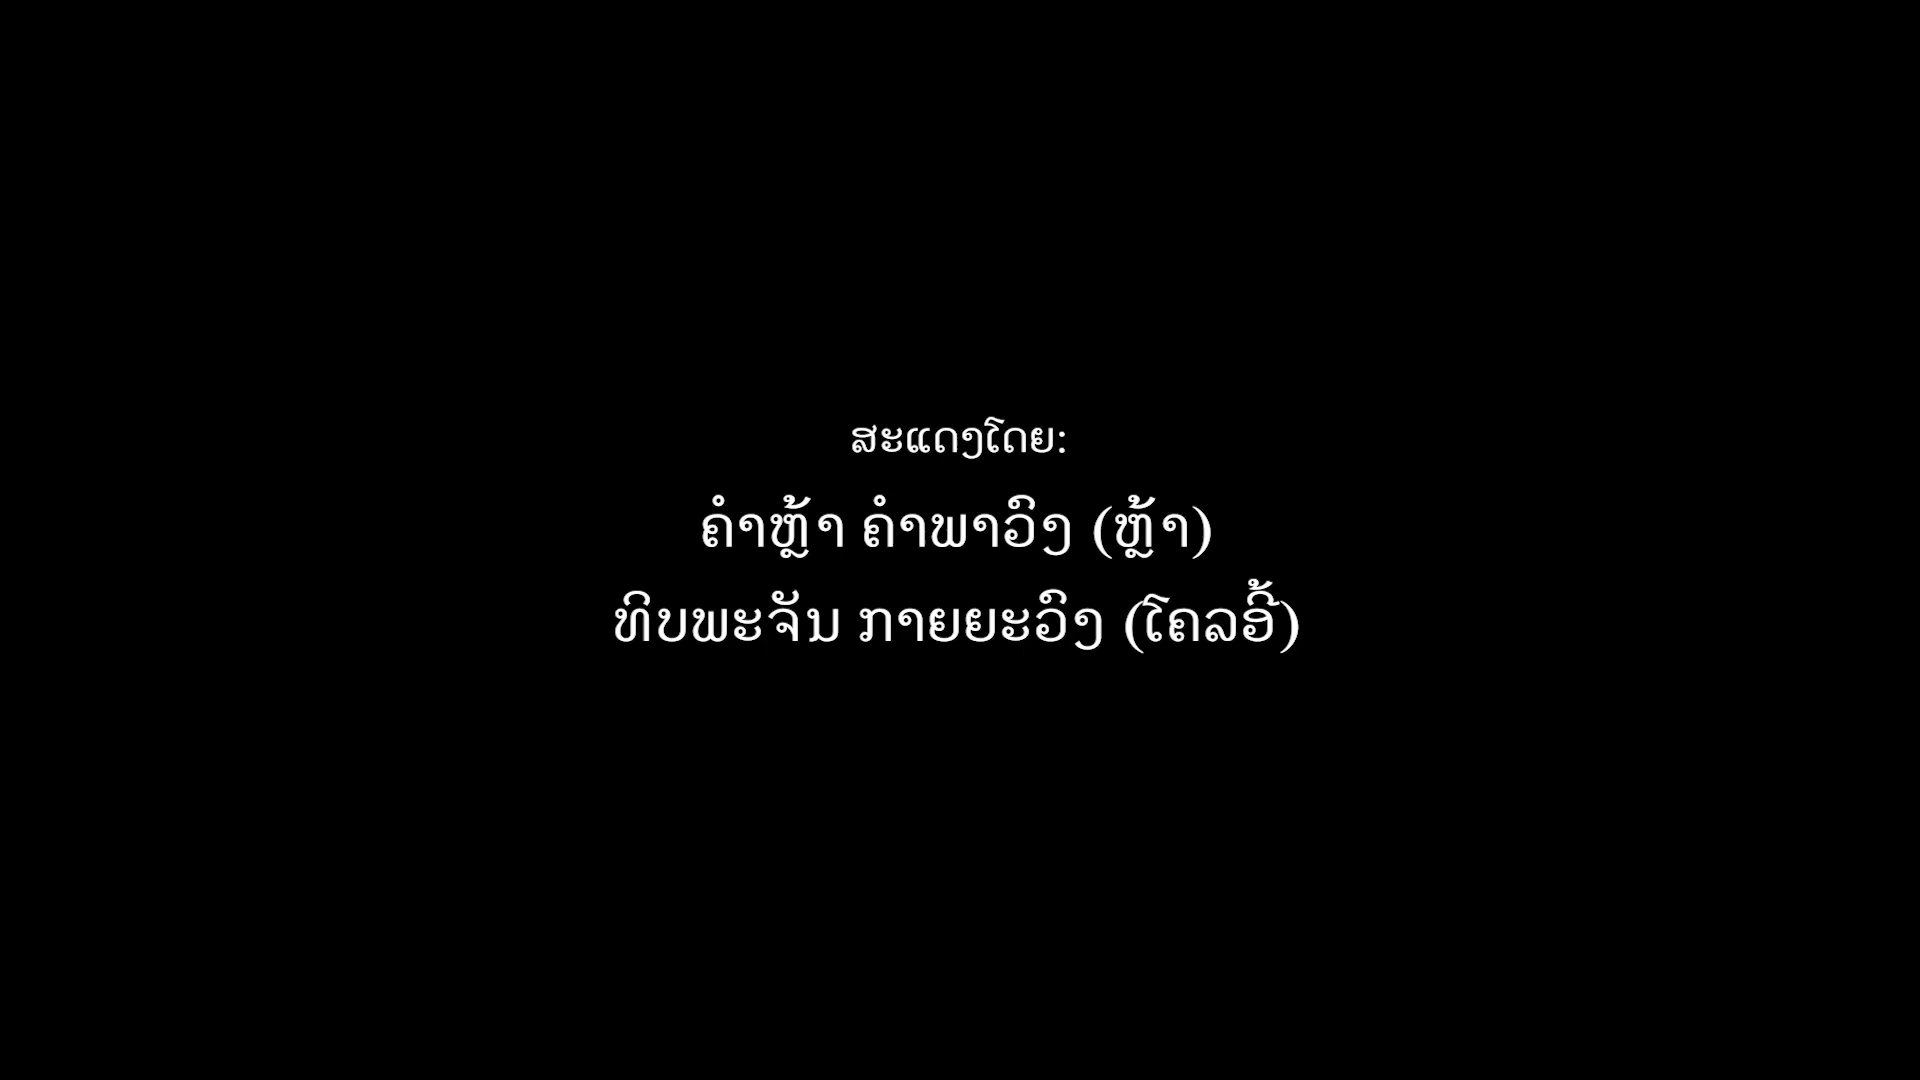 ສະແດງໂດຍ:
ຄຳຫຼ້າ ຄຳພາວົງ (ຫຼ້າ)
ທິບພະຈັນ ກາຍຍະວົງ (ໂຄລອີ້)